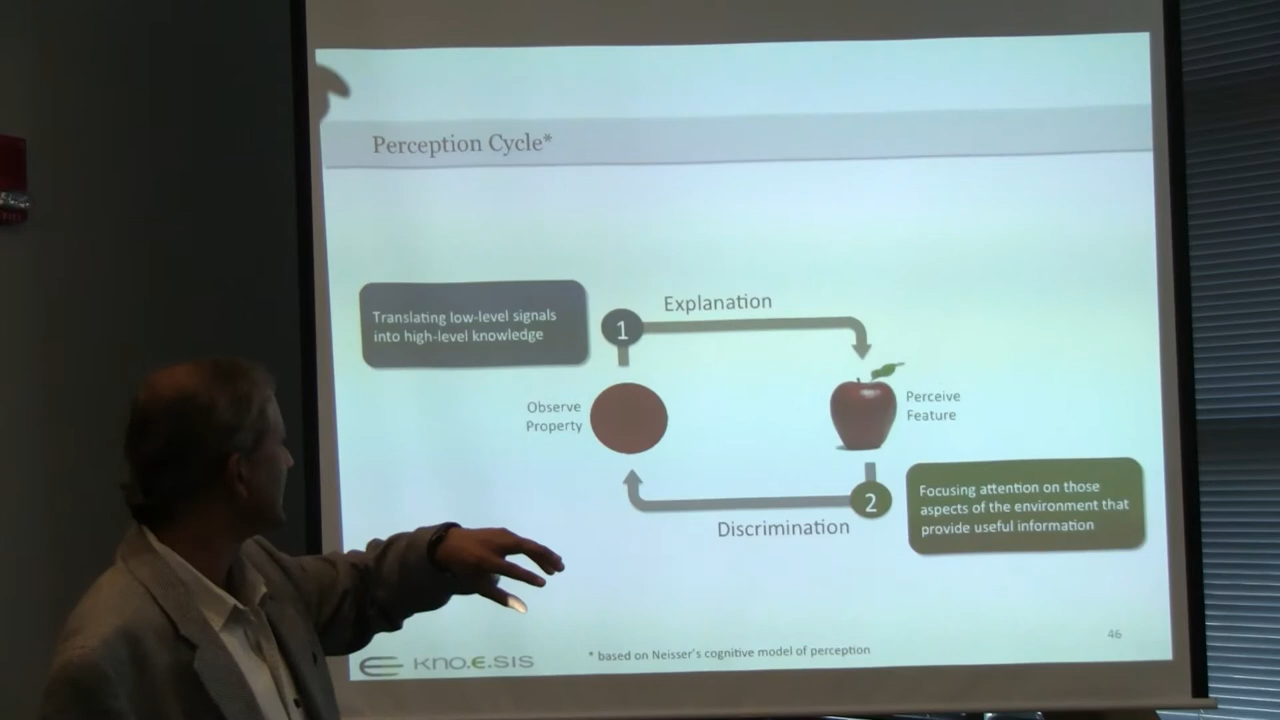 Perception Cycle*
Translating low-level signals
into high-level knowledge
1
Explanation
Observe
Property
Perceive
Feature
2
Discrimination
Focusing attention on those
aspects of the environment that
provide useful information
46
KNO.E.SIS
* based on Neisser's cognitive model of perception